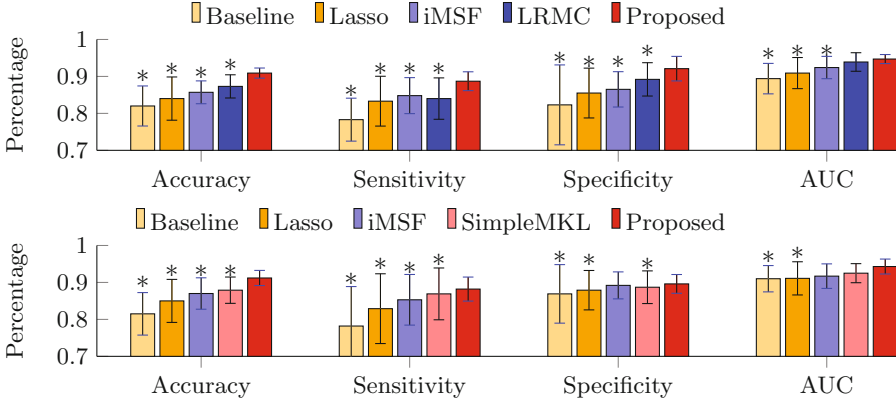 Baseline Lasso iMSF LRMC Proposed
Percentage
1
0.9
0.8
0.7
* * * *
* * * *
* * * *
* * *
Accuracy Sensitivity Specificity AUC
Baseline Lasso iMSF SimpleMKL Proposed
Percentage
1
0.9
0.8
0.7
* * * *
* * * *
* * *
* *
Accuracy Sensitivity Specificity AUC